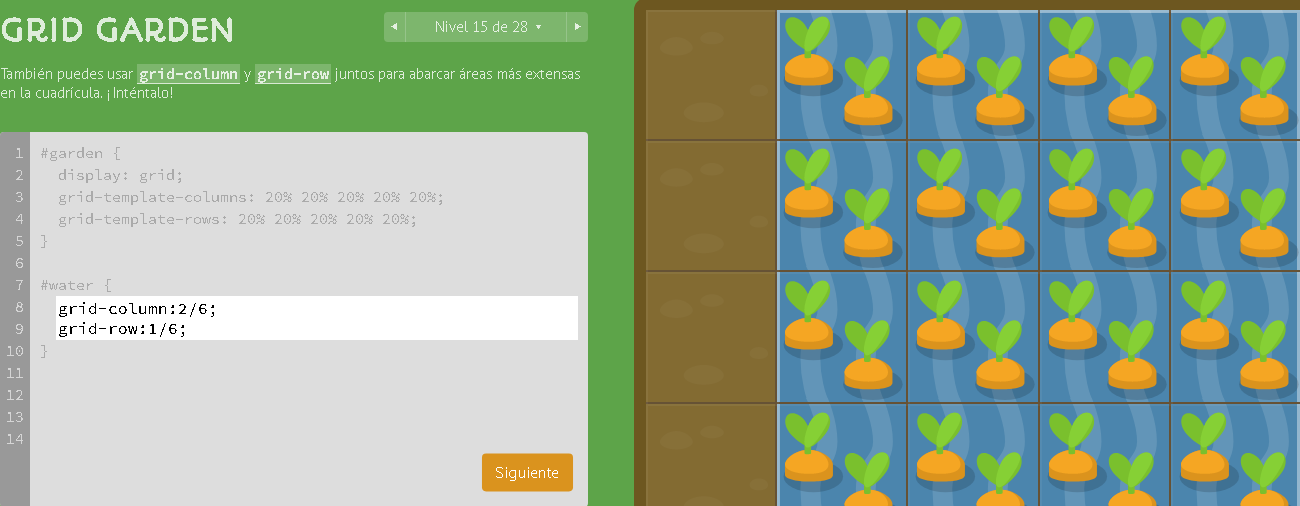 GRID GARDEN
◄ Nivel 15 de 28 ▾ ►
También puedes usar grid-column y grid-row juntos para abarcar áreas más extensas
en la cuadrícula. ¡Inténtalo!
1 #garden {
2 display: grid;
3 grid-template-columns: 20% 20% 20% 20% 20%;
4 grid-template-rows: 20% 20% 20% 20% 20%;
5 }
6
7 #water {
8 grid-column:2/6;
9 grid-row:1/6;
10 }
11
12
13
14
Siguiente